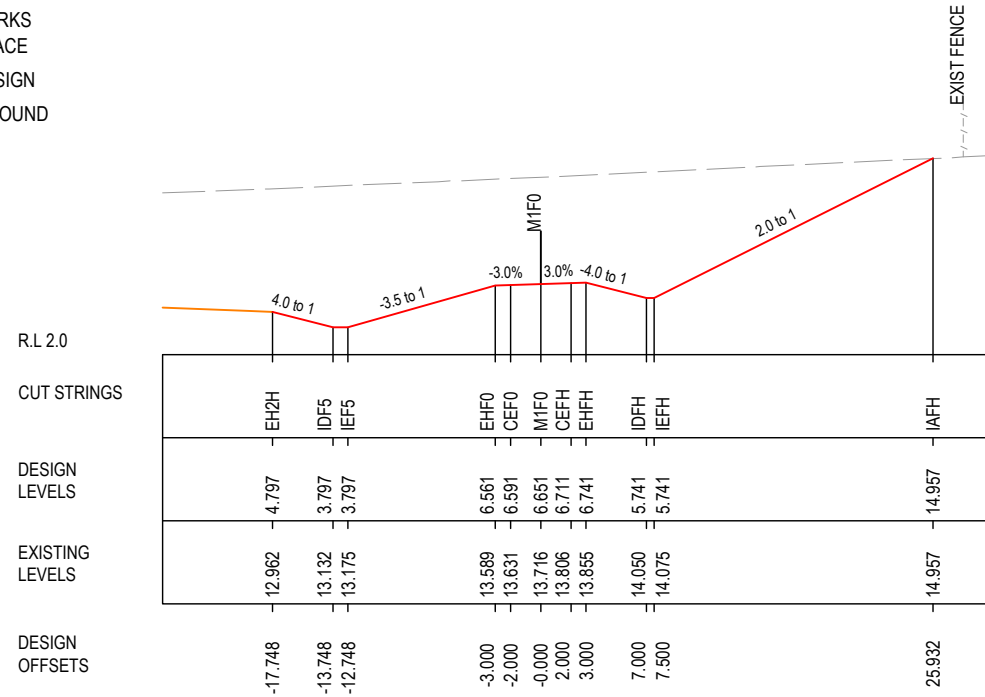 RKS
ACE
SIGN
OUND
EXIST FENCE
M1F0
4.0 to 1
-3.5 to 1
-3.0%
3.0%
-4.0 to 1
2.0 to 1
R.L 2.0
CUT STRINGS
EH2H IDF5 IEF5 EHF0 CEF0 M1F0 CEFH EHFH IDFH IEFH IAFH
DESIGN
LEVELS
4.797 3.797 3.797 6.561 6.591 6.651 6.711 6.741 5.741 5.741 14.957
EXISTING
LEVELS
12.962 13.132 13.175 13.589 13.631 13.716 13.806 13.855 14.050 14.075 14.957
DESIGN
OFFSETS
-17.748 -13.748 -12.748 -3.000 -2.000 -0.000 2.000 3.000 7.000 7.500 25.932